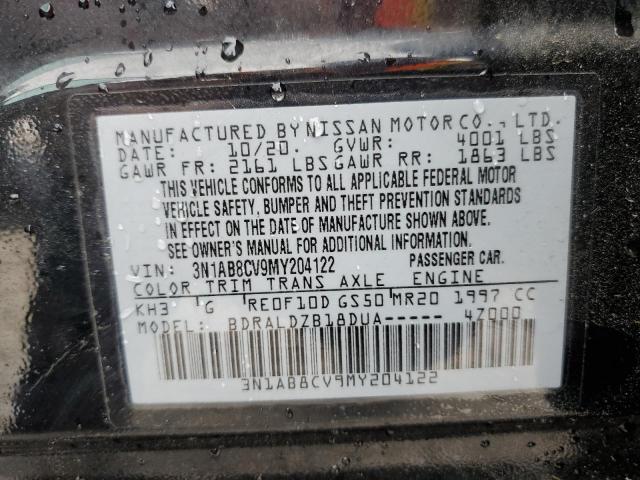 MANUFACTURED BY NISSAN MOTOR CO., LTD.
DATE: 10/20. GVWR: 4001 LBS
GAWR FR: 2161 LBS GAWR RR: 1863 LBS
THIS VEHICLE CONFORMS TO ALL APPLICABLE FEDERAL MOTOR
VEHICLE SAFETY, BUMPER AND THEFT PREVENTION STANDARDS
IN EFFECT ON THE DATE OF MANUFACTURE SHOWN ABOVE.
SEE OWNER'S MANUAL FOR ADDITIONAL INFORMATION.
VIN: 3N1AB8CV9MY204122 PASSENGER CAR.
COLOR TRIM TRANS AXLE ENGINE
KH3 G RE0F10D GS50 MR20 1997 CC
MODEL: BDRALDZB18DUA----- 4Z000
3N1AB8CV9MY204122